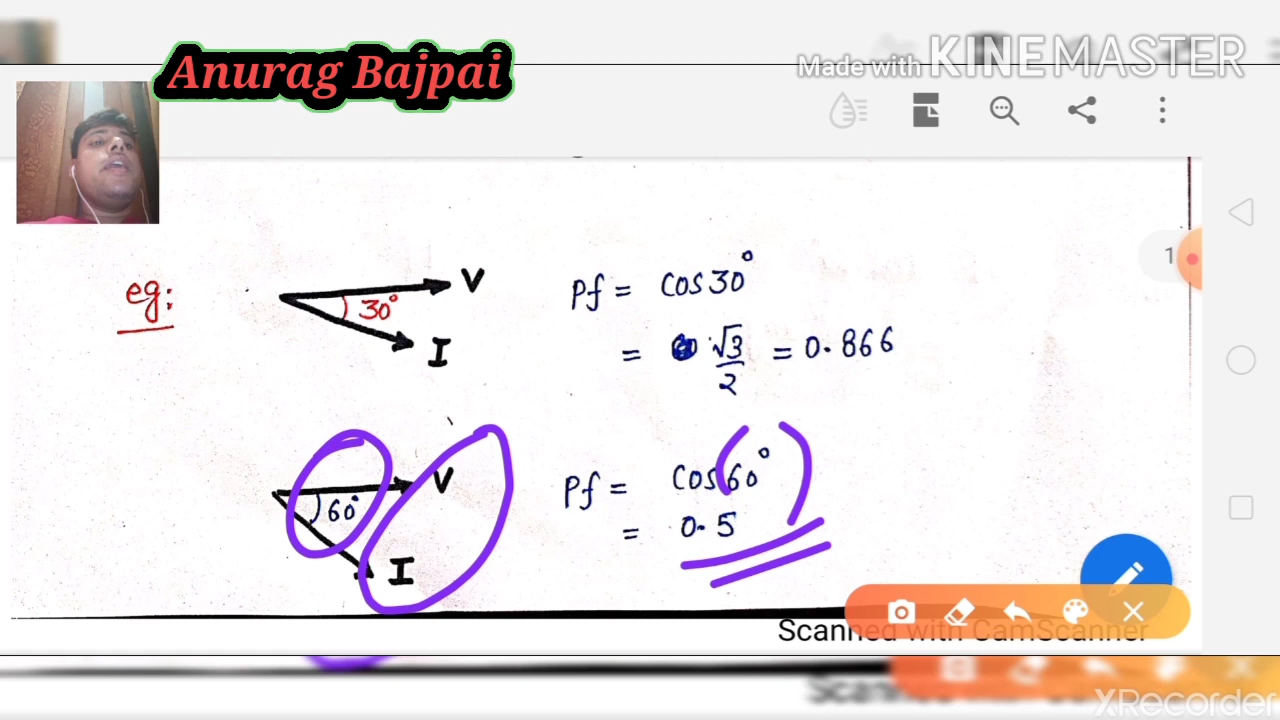 Anurag Bajpai
Made with KINEMASTER
1
eg:
30°
V
I
Pf = cos 30°
= √3/2 = 0.866
60°
V
I
Pf = cos 60°
= 0.5
Scanned with CamScanner
XRecorder